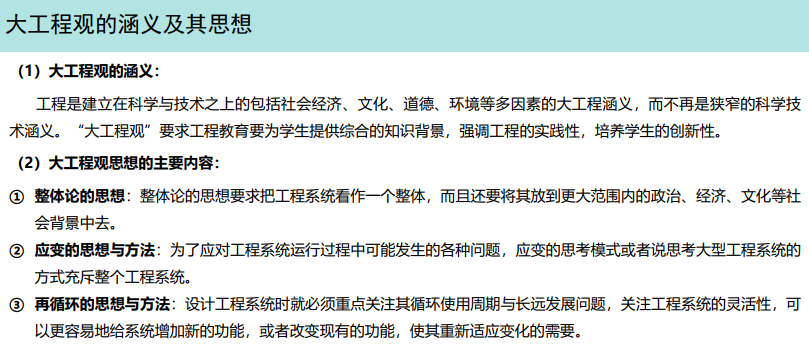 大工程观的涵义及其思想
（1）大工程观的涵义：
工程是建立在科学与技术之上的包括社会经济、文化、道德、环境等多因素的大工程涵义，而不再是狭窄的科学技
术涵义。“大工程观”要求工程教育要为学生提供综合的知识背景，强调工程的实践性，培养学生的创新性。
（2）大工程观思想的主要内容：
① 整体论的思想：整体论的思想要求把工程系统看作一个整体，而且还要将其放到更大范围内的政治、经济、文化等社
会背景中去。
② 应变的思想与方法：为了应对工程系统运行过程中可能发生的各种问题，应变的思考模式或者说思考大型工程系统的
方式充斥整个工程系统。
③ 再循环的思想与方法：设计工程系统时就必须重点关注其循环使用周期与长远发展问题，关注工程系统的灵活性，可
以更容易地给系统增加新的功能，或者改变现有的功能，使其重新适应变化的需要。